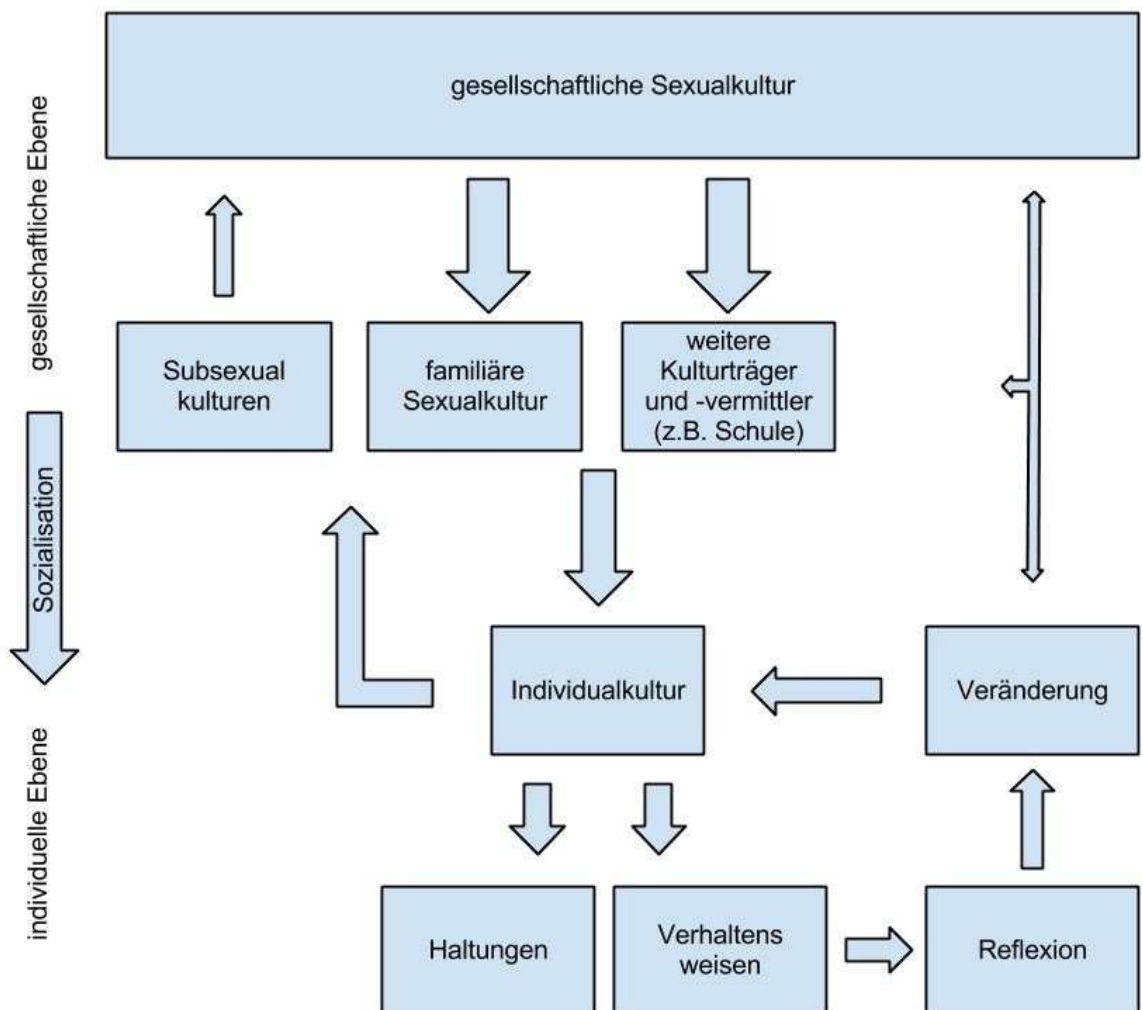 gesellschaftliche Ebene
Sozialisation
individuelle Ebene
gesellschaftliche Sexualkultur
Subsexual
kulturen
familiäre
Sexualkultur
weitere
Kulturträger
und -vermittler
(z.B. Schule)
Individualkultur
Veränderung
Haltungen
Verhaltens
weisen
Reflexion